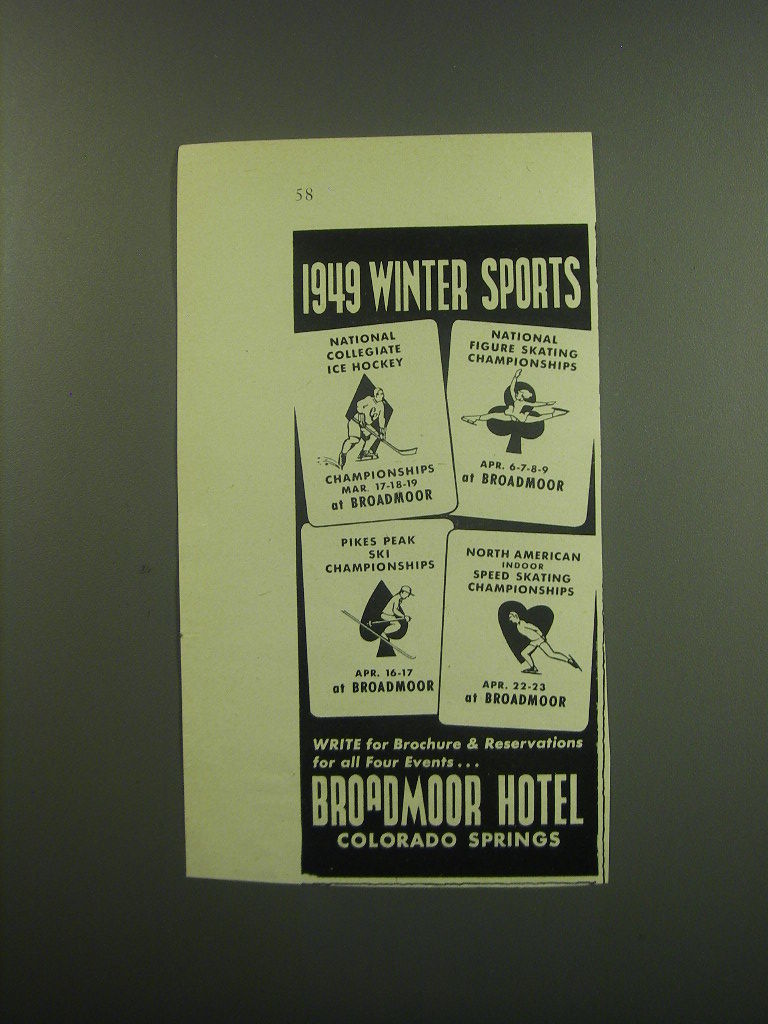 58
1949 WINTER SPORTS
NATIONAL
COLLEGIATE
ICE HOCKEY
CHAMPIONSHIPS
MAR. 17-18-19
at BROADMOOR
NATIONAL
FIGURE SKATING
CHAMPIONSHIPS
APR. 6-7-8-9
at BROADMOOR
PIKES PEAK
SKI
CHAMPIONSHIPS
APR. 16-17
at BROADMOOR
NORTH AMERICAN
INDOOR
SPEED SKATING
CHAMPIONSHIPS
APR. 22-23
at BROADMOOR
WRITE for Brochure & Reservations
for all Four Events...
BROADMOOR HOTEL
COLORADO SPRINGS